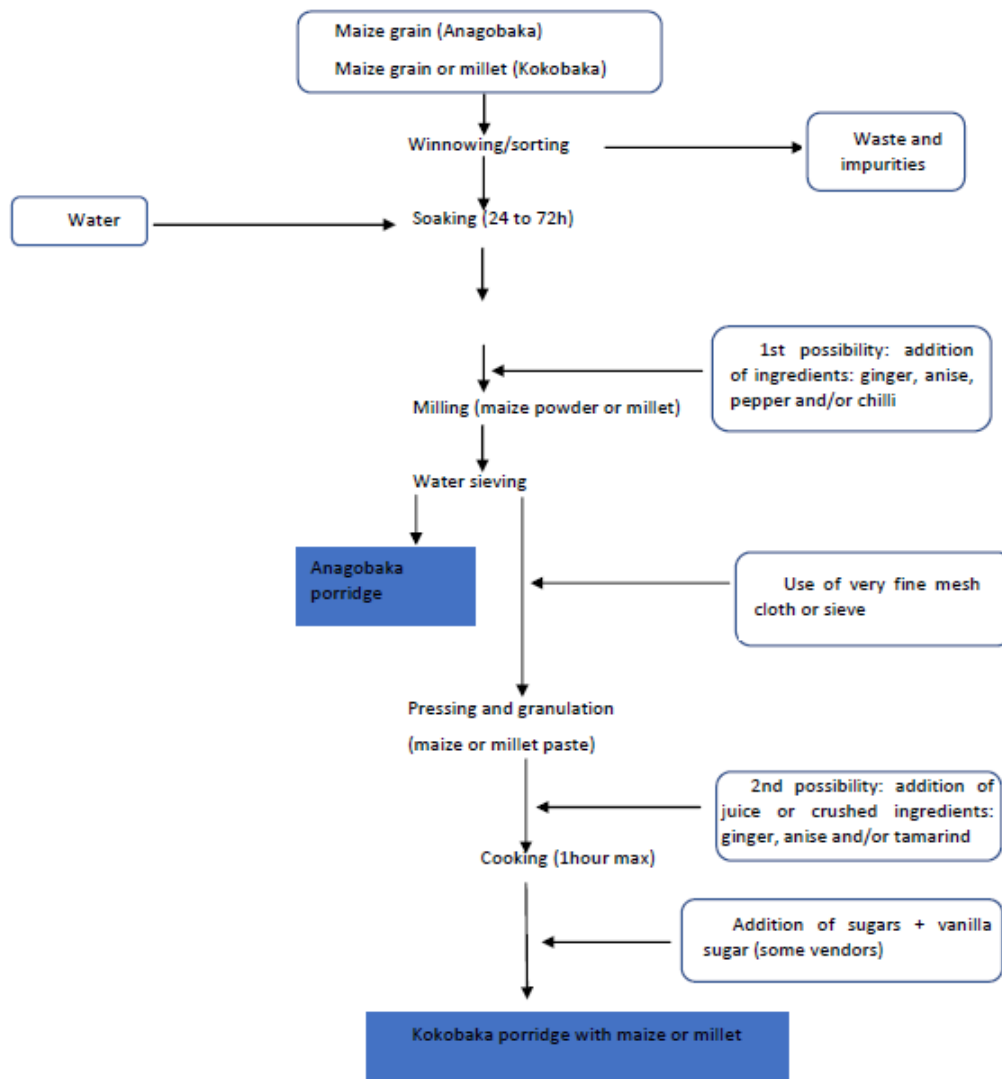 Maize grain (Anagobaka)
Maize grain or millet (Kokobaka)
Winnowing/sorting
Waste and
impurities
Water
Soaking (24 to 72h)
1st possibility: addition
of ingredients: ginger, anise,
pepper and/or chilli
Milling (maize powder or millet)
Water sieving
Anagobaka
porridge
Use of very fine mesh
cloth or sieve
Pressing and granulation
(maize or millet paste)
2nd possibility: addition of
juice or crushed ingredients:
ginger, anise and/or tamarind
Cooking (1hour max)
Addition of sugars + vanilla
sugar (some vendors)
Kokobaka porridge with maize or millet